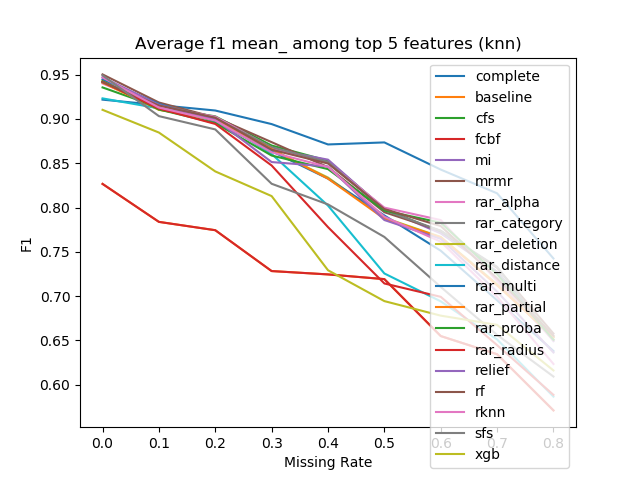 Average f1 mean_ among top 5 features (knn)
F1
0.95
0.90
0.85
0.80
0.75
0.70
0.65
0.60
0.0 0.1 0.2 0.3 0.4 0.5 0.6 0.7 0.8
Missing Rate
complete
baseline
cfs
fcbf
mi
mrmr
rar_alpha
rar_category
rar_deletion
rar_distance
rar_multi
rar_partial
rar_proba
rar_radius
relief
rf
rknn
sfs
xgb